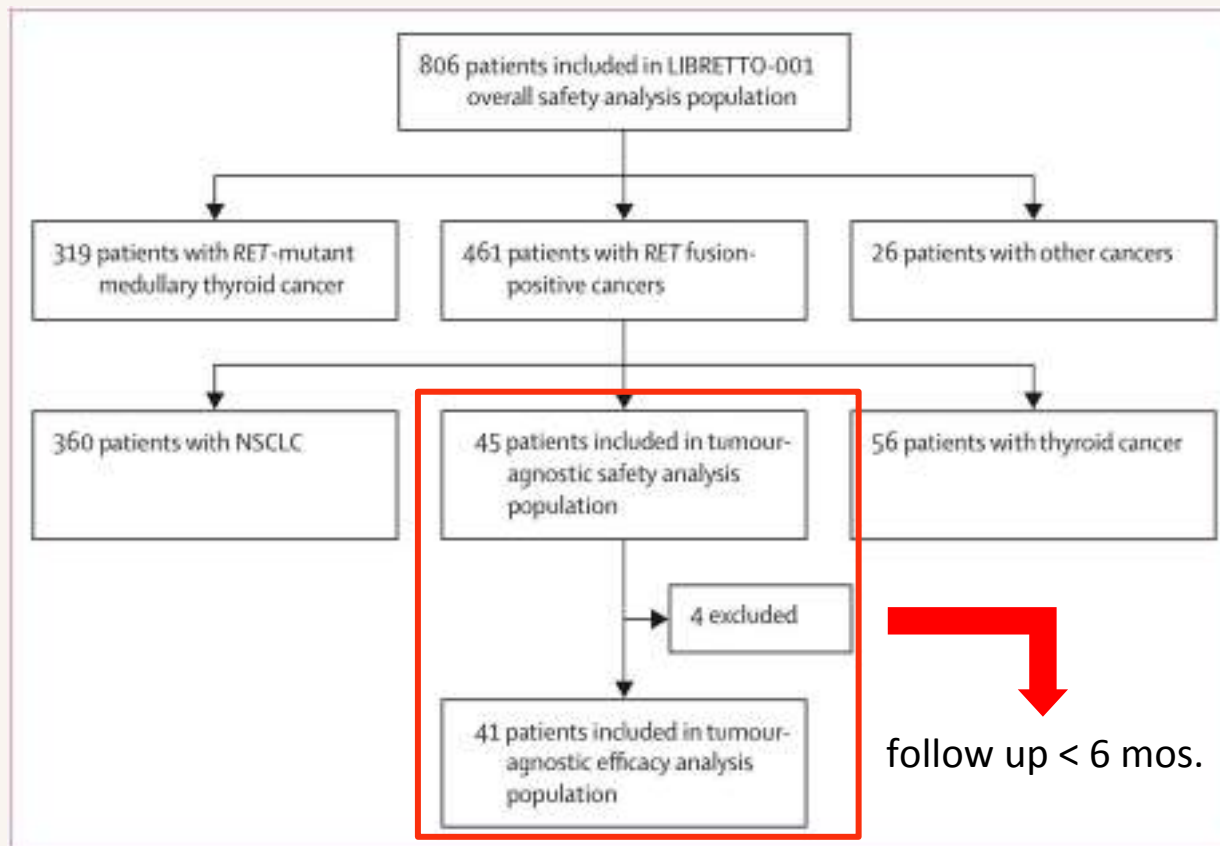 806 patients included in LIBRETTO-001
overall safety analysis population
319 patients with RET-mutant
medullary thyroid cancer
461 patients with RET fusion-
positive cancers
26 patients with other cancers
360 patients with NSCLC
45 patients included in tumour-
agnostic safety analysis
population
56 patients with thyroid cancer
4 excluded
41 patients included in tumour-
agnostic efficacy analysis
population
follow up < 6 mos.